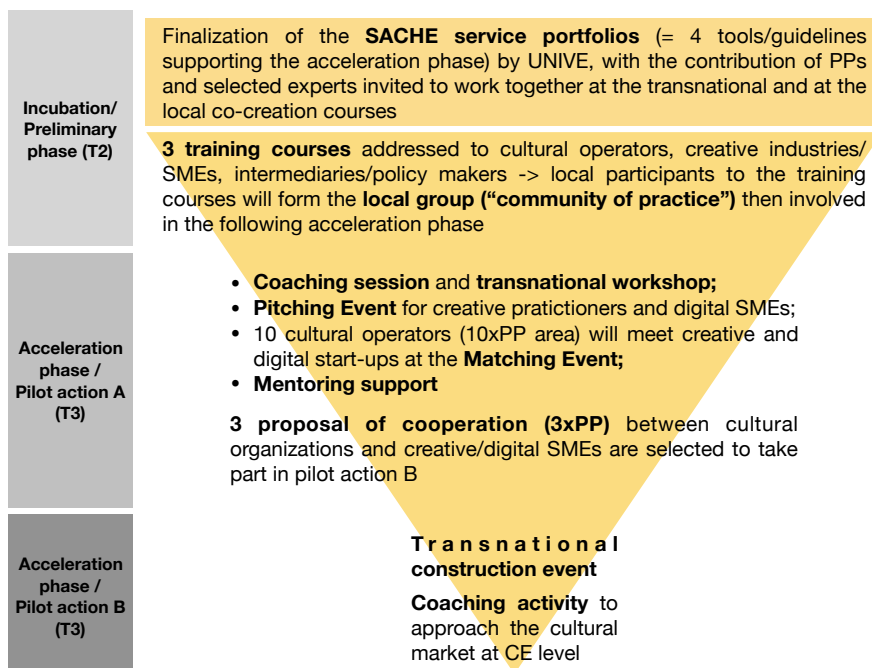 Finalization of the SACHE service portfolios (= 4 tools/guidelines
supporting the acceleration phase) by UNIVE, with the contribution of PPs
and selected experts invited to work together at the transnational and at the
local co-creation courses
Incubation/
Preliminary
phase (T2)
3 training courses addressed to cultural operators, creative industries/
SMEs, intermediaries/policy makers -> local participants to the training
courses will form the local group (“community of practice”) then involved
in the following acceleration phase
Acceleration
phase /
Pilot action A
(T3)
• Coaching session and transnational workshop;
• Pitching Event for creative pratictioners and digital SMEs;
• 10 cultural operators (10xPP area) will meet creative and
digital start-ups at the Matching Event;
• Mentoring support
3 proposal of cooperation (3xPP) between cultural
organizations and creative/digital SMEs are selected to take
part in pilot action B
Acceleration
phase /
Pilot action B
(T3)
Transnational
construction event
Coaching activity to
approach the cultural
market at CE level